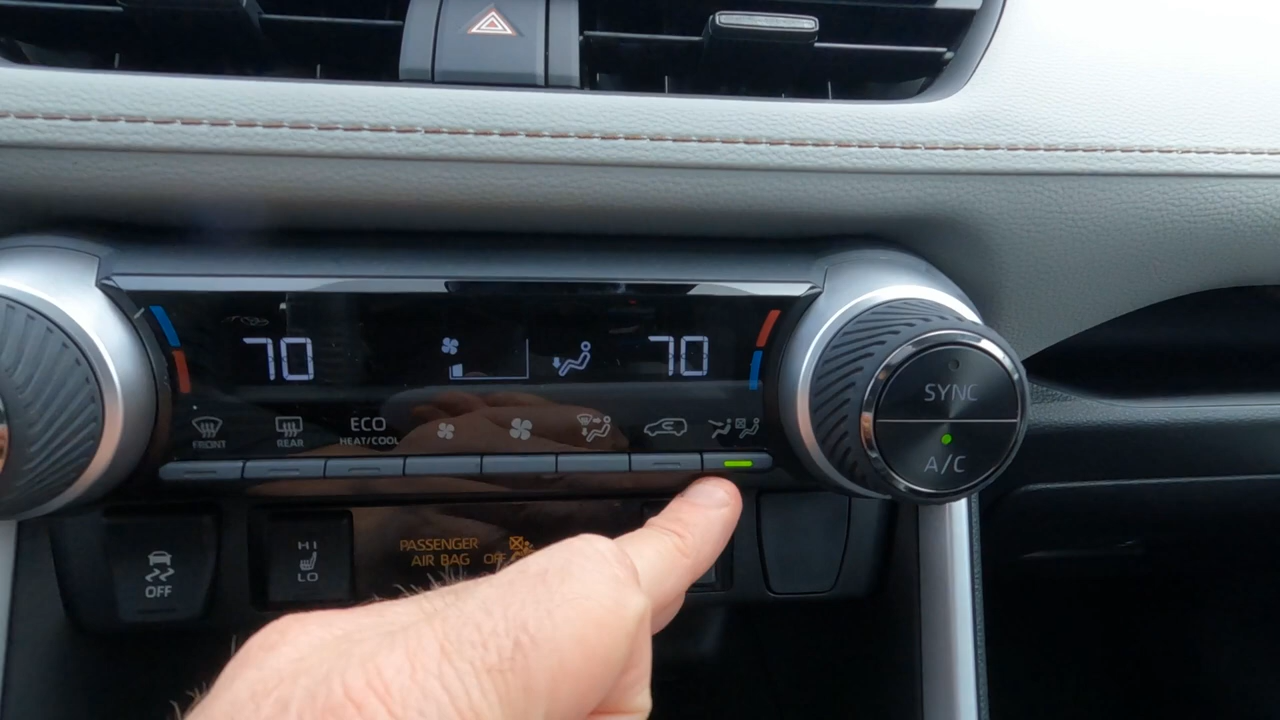 70
70
FRONT
REAR
ECO
HEAT/COOL
SYNC
A/C
OFF
HI
LO
PASSENGER
AIR BAG OFF